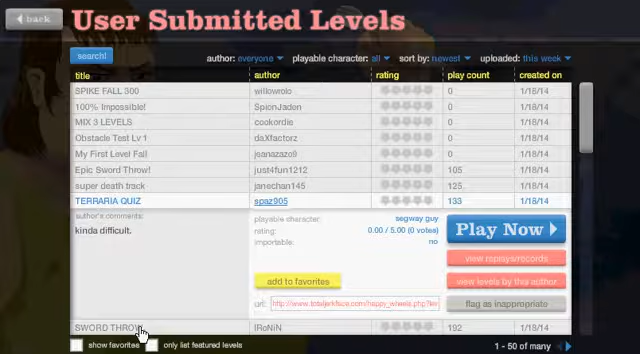 back User Submitted Levels
search! author: everyone playable character: all sort by: newest uploaded: this week
title author rating play count created on
SPIKE FALL 300 willowrolo 0 1/18/14
100% Impossible! SpionJaden 0 1/18/14
MIX 3 LEVELS cookordie 0 1/18/14
Obstacle Test Lv 1 daXfactorz 0 1/18/14
My First Level Fail jeanazazo9 0 1/18/14
Epic Sword Throw! just4fun1212 105 1/18/14
super death track janechan145 125 1/18/14
TERRARIA QUIZ spaz905 133 1/18/14
author's comments:
kinda difficult.
playable character: segway guy
rating: 0.00 / 5.00 (0 votes)
importable: no
Play Now
view replays/records
add to favorites view levels by this author
url: http://www.totaljerkface.com/happy_wheels.php?lev flag as inappropriate
SWORD THROW lRoNiN 192 1/18/14
show favorites only list featured levels 1 - 50 of many